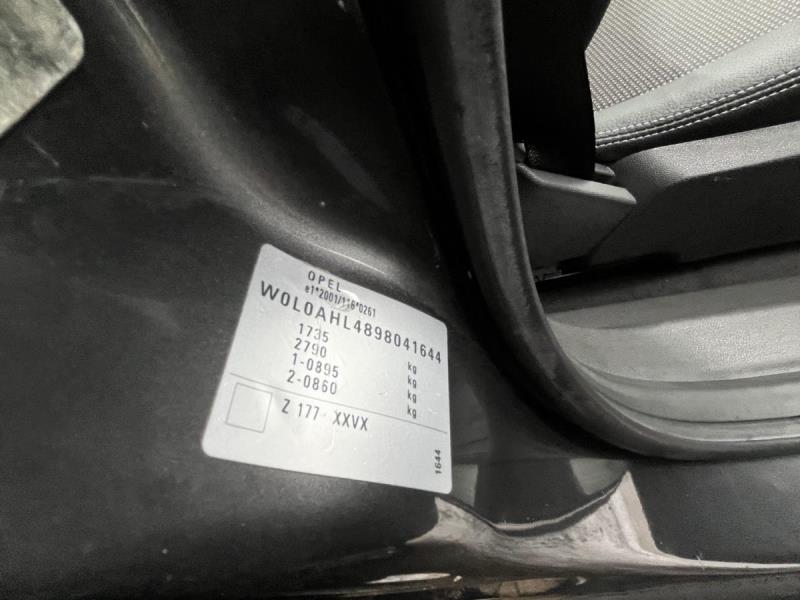 OPEL
e1*2001/116*0261
W0L0AHL4898041644
1735 kg
2790 kg
1-0895 kg
2-0860 kg
Z 177 XXVX
1644